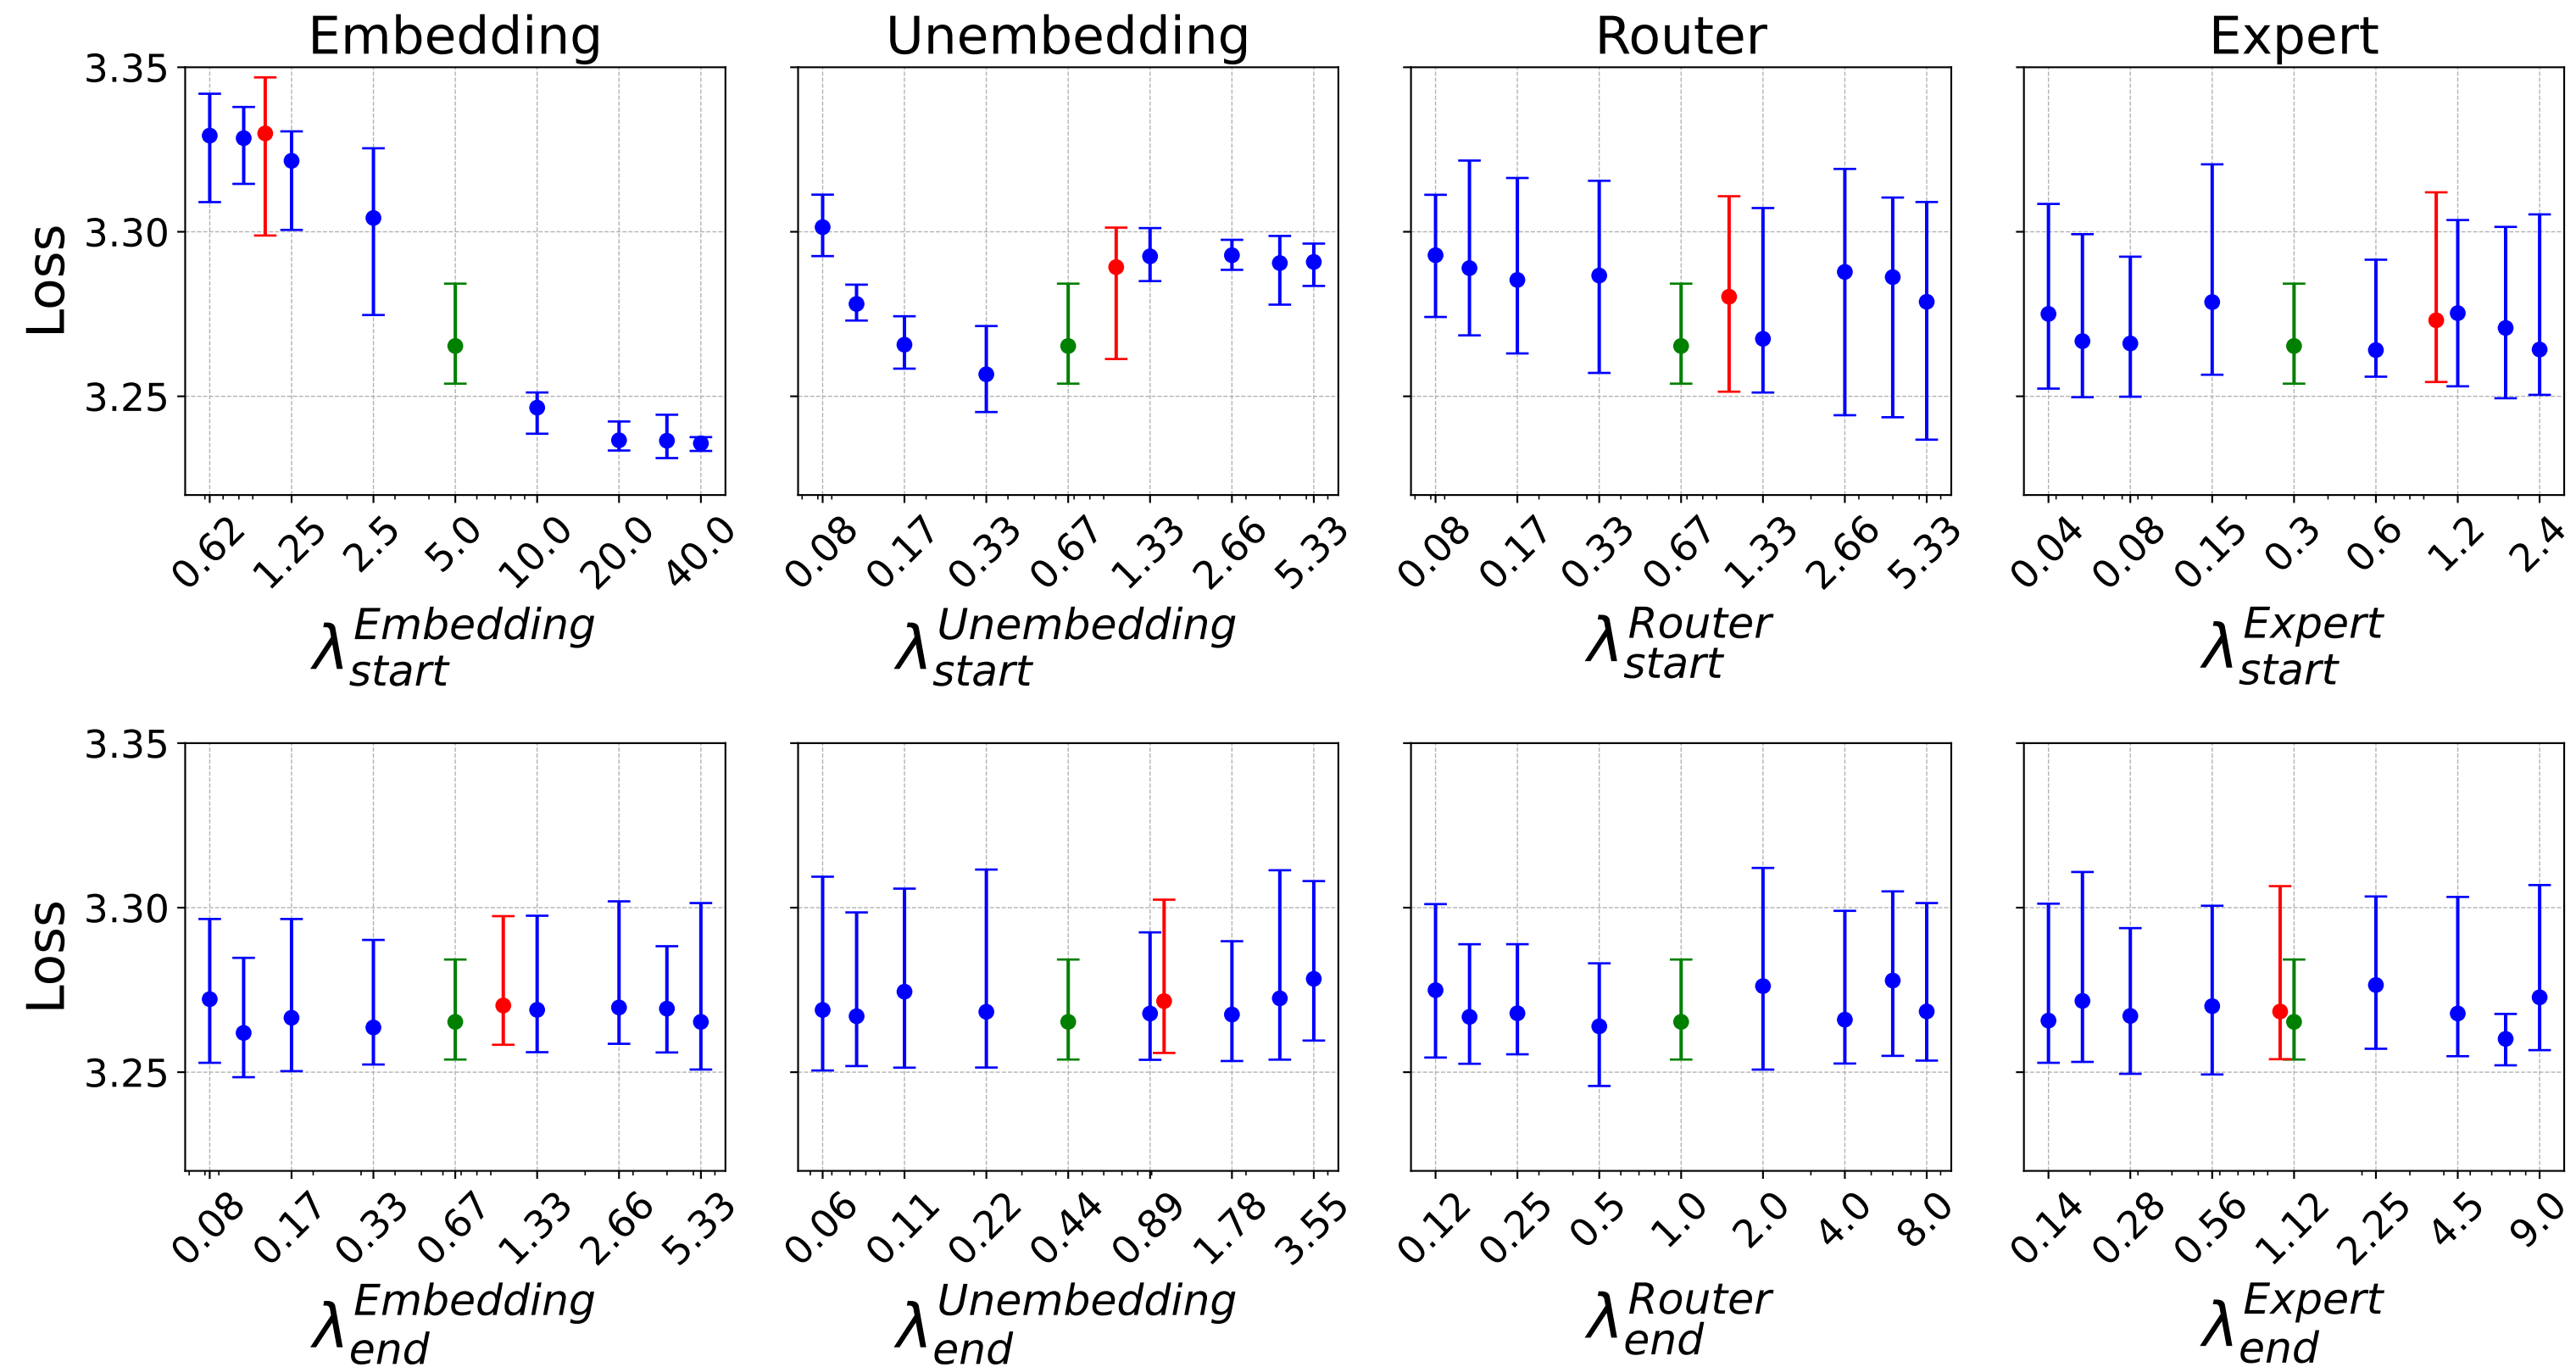 Embedding
Unembedding
Router
Expert
Loss
3.35
3.30
3.25
0.62 1.25 2.5 5.0 10.0 20.0 40.0
0.08 0.17 0.33 0.67 1.33 2.66 5.33
0.08 0.17 0.33 0.67 1.33 2.66 5.33
0.04 0.08 0.15 0.3 0.6 1.2 2.4
λ^Embedding_start
λ^Unembedding_start
λ^Router_start
λ^Expert_start
Loss
3.35
3.30
3.25
0.08 0.17 0.33 0.67 1.33 2.66 5.33
0.06 0.11 0.22 0.44 0.89 1.78 3.55
0.12 0.25 0.5 1.0 2.0 4.0 8.0
0.14 0.28 0.56 1.12 2.25 4.5 9.0
λ^Embedding_end
λ^Unembedding_end
λ^Router_end
λ^Expert_end